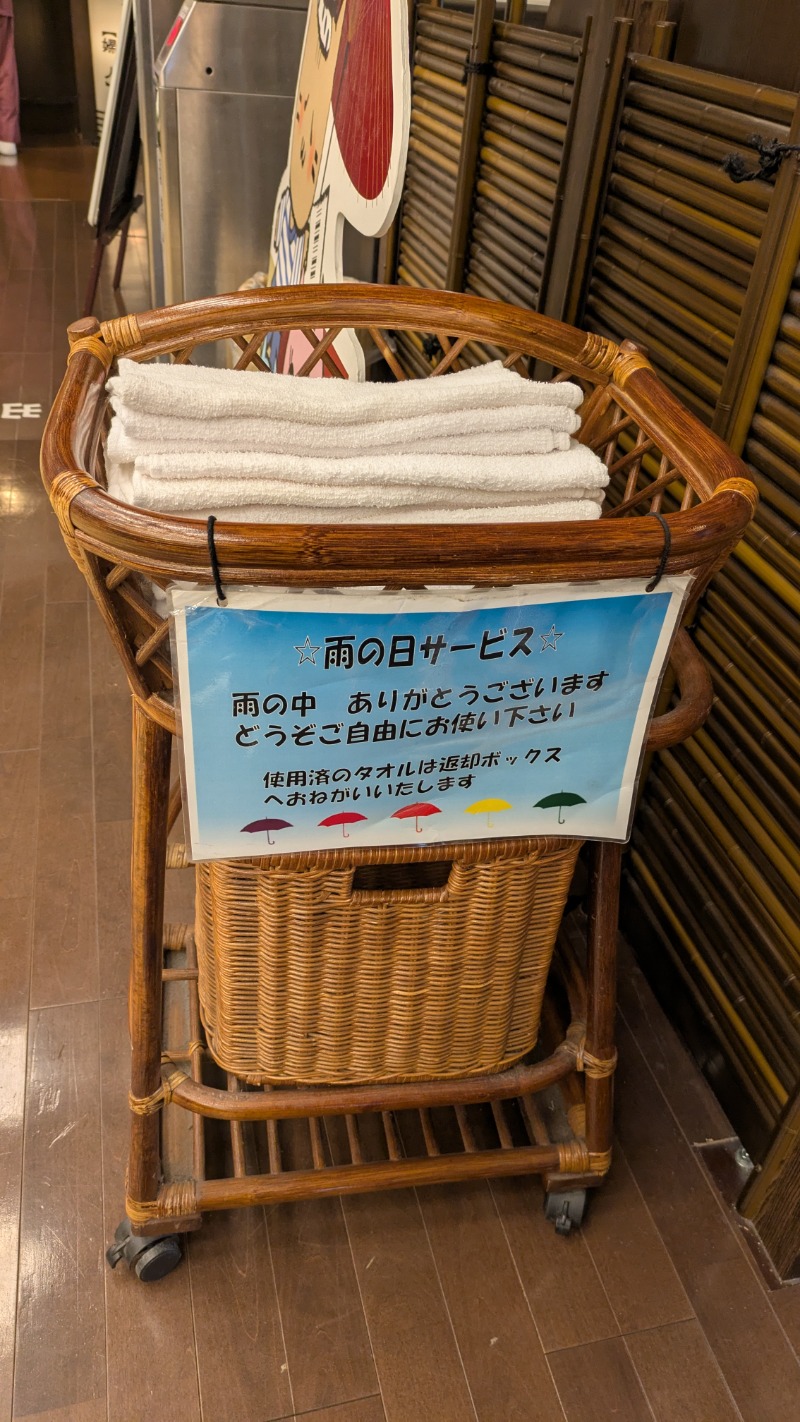 ☆雨の日サービス☆
雨の中　ありがとうございます
どうぞご自由にお使い下さい
使用済のタオルは返却ボックス
へおねがいいたします